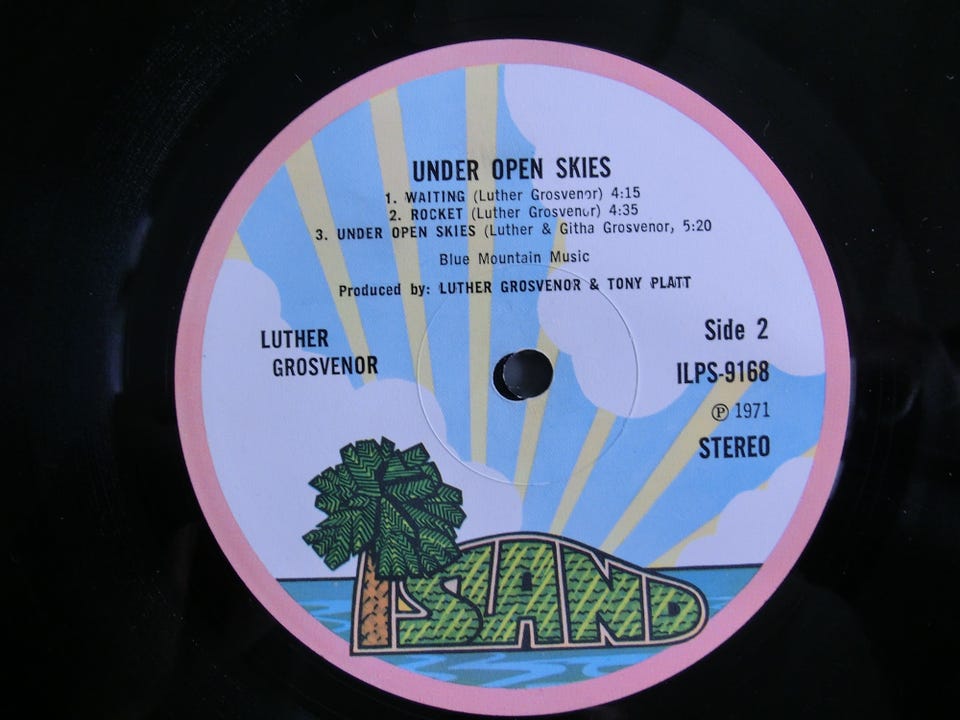 UNDER OPEN SKIES
1. WAITING (Luther Grosvenor) 4:15
2. ROCKET (Luther Grosvenor) 4:35
3. UNDER OPEN SKIES (Luther & Githa Grosvenor, 5:20
Blue Mountain Music
Produced by: LUTHER GROSVENOR & TONY PLATT
LUTHER
GROSVENOR
Side 2
ILPS-9168
℗ 1971
STEREO
ISLAND